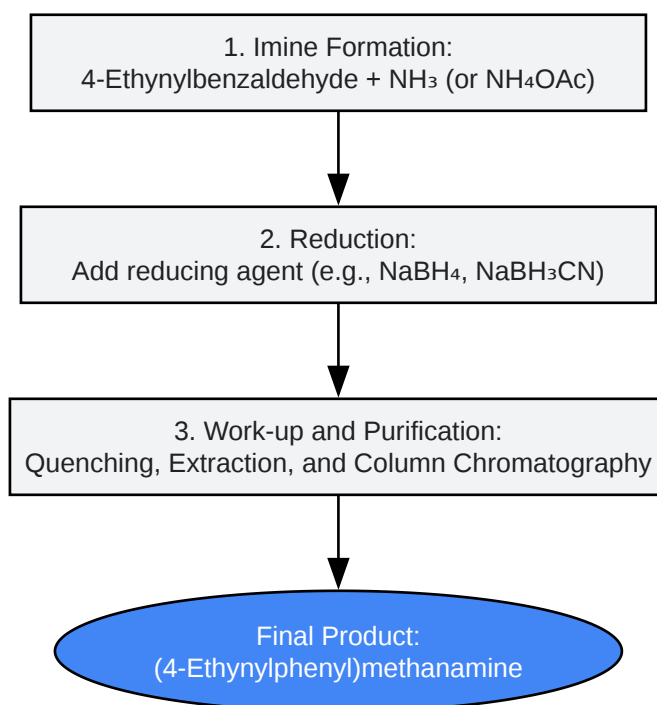 1. Imine Formation:
4-Ethynylbenzaldehyde + NH₃ (or NH₄OAc)
2. Reduction:
Add reducing agent (e.g., NaBH₄, NaBH₃CN)
3. Work-up and Purification:
Quenching, Extraction, and Column Chromatography
Final Product:
(4-Ethynylphenyl)methanamine